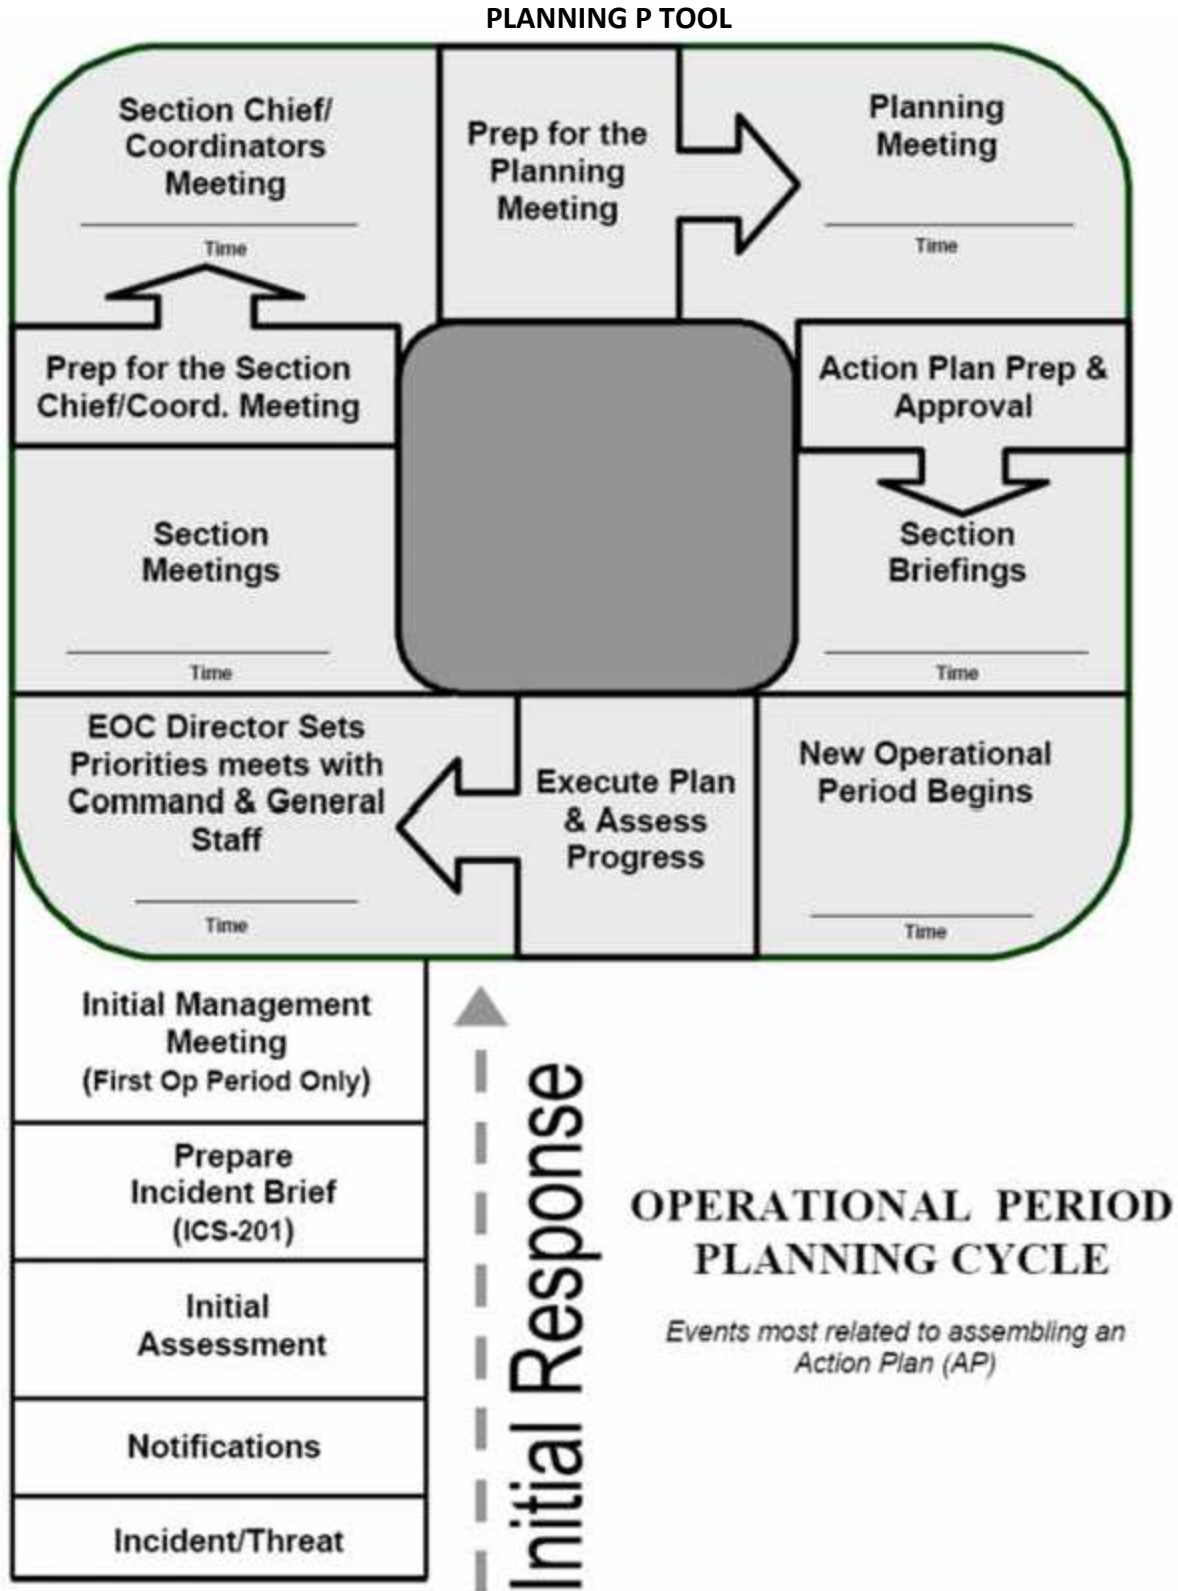 PLANNING P TOOL
Section Chief/
Coordinators
Meeting
Time
Prep for the
Planning
Meeting
Planning
Meeting
Time
Prep for the Section
Chief/Coord. Meeting
Action Plan Prep &
Approval
Section
Meetings
Time
Section
Briefings
Time
EOC Director Sets
Priorities meets with
Command & General
Staff
Time
Execute Plan
& Assess
Progress
New Operational
Period Begins
Time
Initial Management
Meeting
(First Op Period Only)
Prepare
Incident Brief
(ICS-201)
Initial
Assessment
Notifications
Incident/Threat
Initial Response
OPERATIONAL PERIOD
PLANNING CYCLE
Events most related to assembling an
Action Plan (AP)